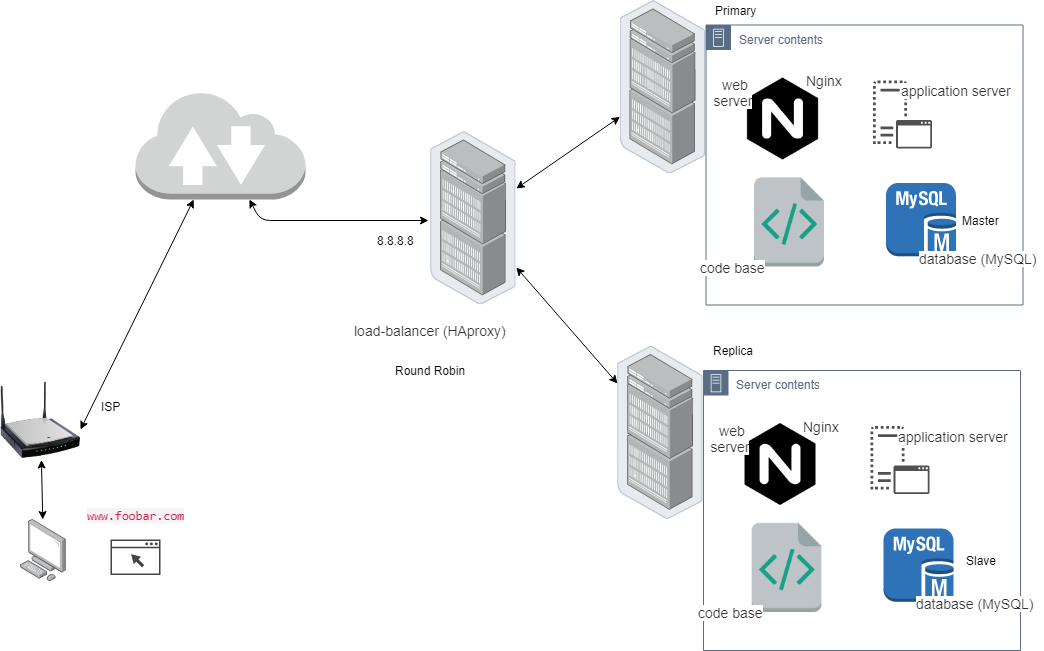 Primary
Server contents
web
server
Nginx
N
application server
</>
code base
MySQL
M
Master
database (MySQL)
8.8.8.8
load-balancer (HAproxy)
Round Robin
ISP
www.foobar.com
Replica
Server contents
web
server
Nginx
N
application server
</>
code base
MySQL
M
Slave
database (MySQL)